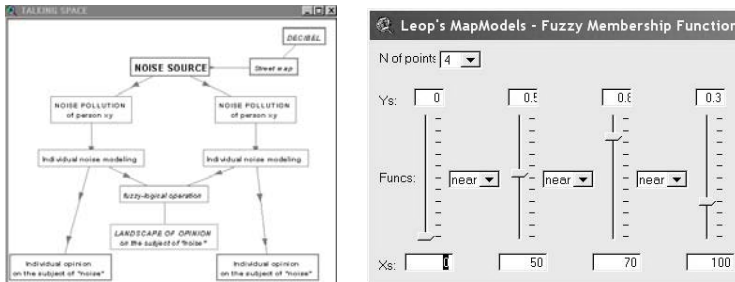 TALKING SPACE
DECIBEL
NOISE SOURCE
Street map
NOISE POLLUTION
of person xy
NOISE POLLUTION
of person xy
Individual noise modeling
Individual noise modeling
fuzzy-logical operation
LANDSCAPE OF OPINION
on the subject of "noise"
Individual opinion
on the subject of "noise"
Individual opinion
on the subject of "noise"
Leop's MapModels - Fuzzy Membership Function
N of points 4
Ys: 0 0.5 0.3
Funcs: near near near
Xs: 0 50 70 100